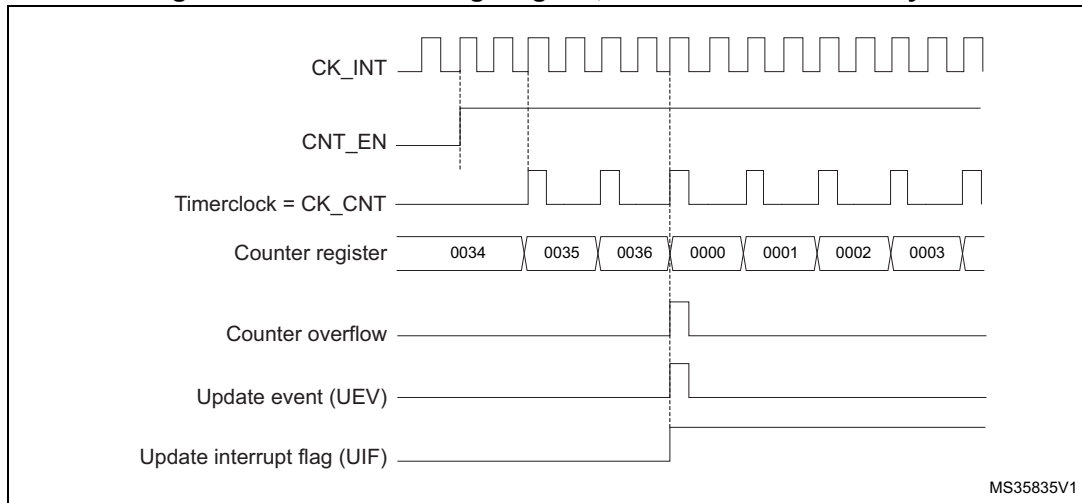 CK_INT
CNT_EN
Timerclock = CK_CNT
Counter register 0034 0035 0036 0000 0001 0002 0003
Counter overflow
Update event (UEV)
Update interrupt flag (UIF)
MS35835V1